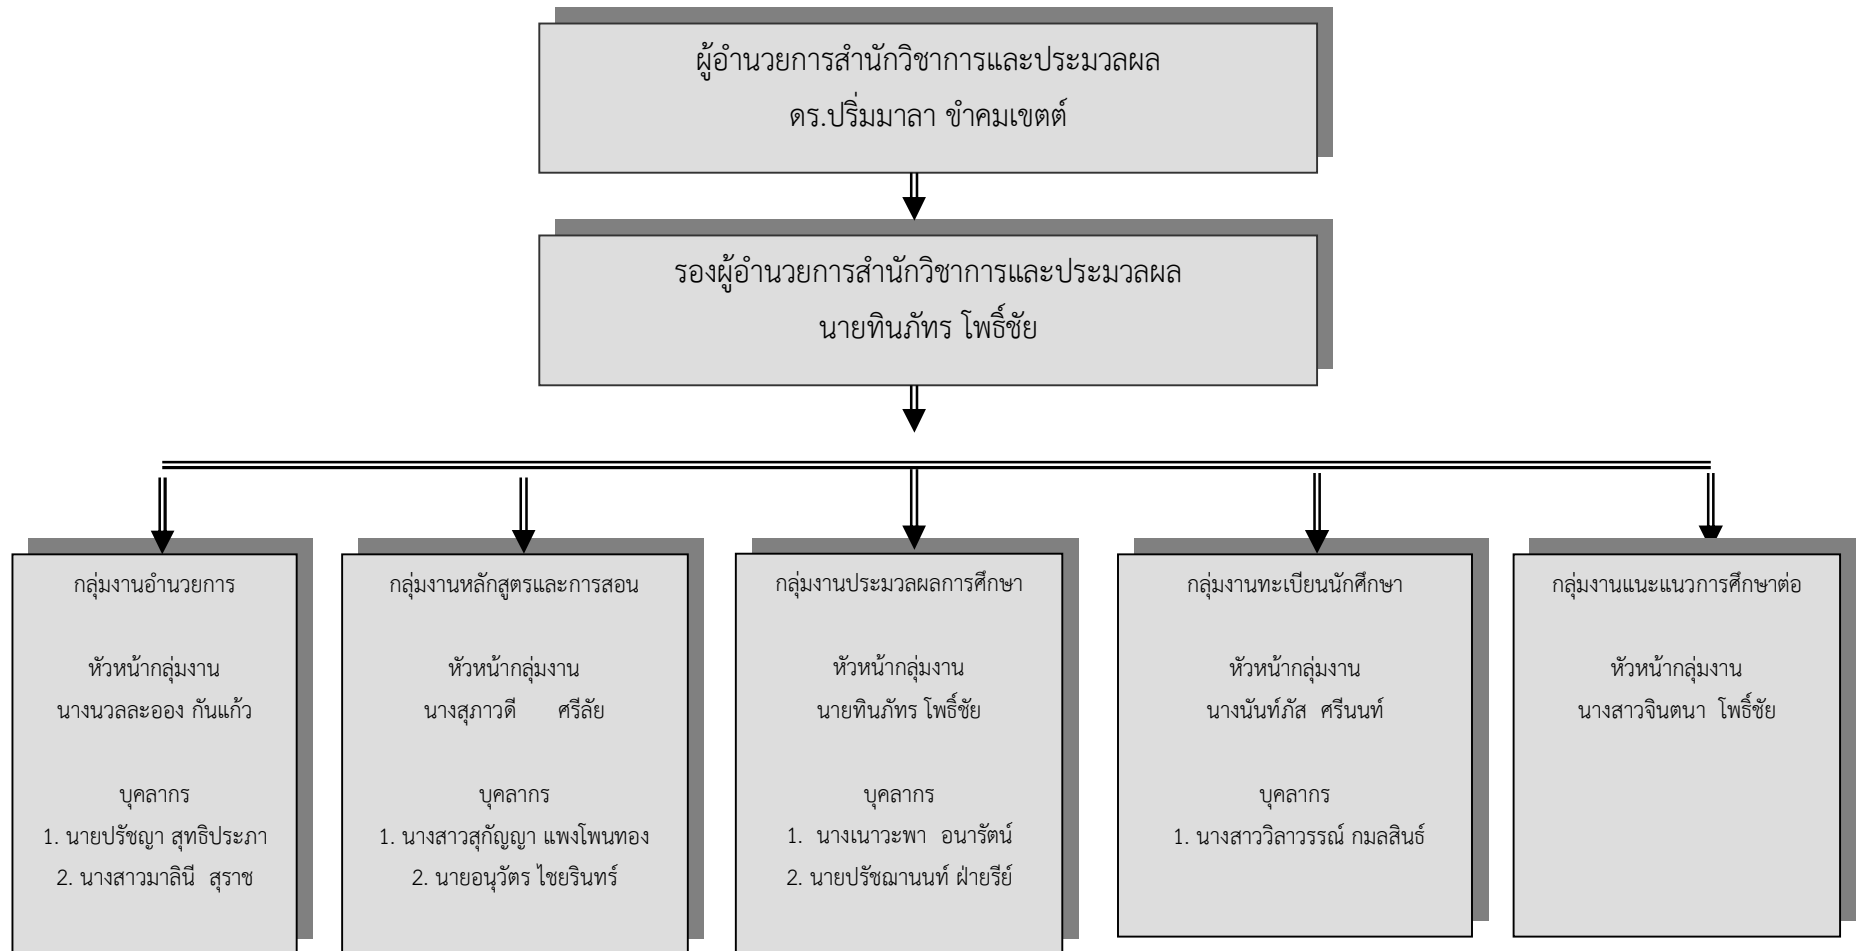 ผู้อำนวยการสำนักวิชาการและประมวลผล
ดร.ปริ่มมาลา ขำคมเขตต์
รองผู้อำนวยการสำนักวิชาการและประมวลผล
นายทินภัทร โพธิ์ชัย
กลุ่มงานอำนวยการ
หัวหน้ากลุ่มงาน
นางนวลละออง กันแก้ว
บุคลากร
1. นายปรัชญา สุทธิประภา
2. นางสาวมาลินี สุราช
กลุ่มงานหลักสูตรและการสอน
หัวหน้ากลุ่มงาน
นางสุภาวดี ศรีลัย
บุคลากร
1. นางสาวสุกัญญา แพงโพนทอง
2. นายอนุวัตร ไชยรินทร์
กลุ่มงานประมวลผลการศึกษา
หัวหน้ากลุ่มงาน
นายทินภัทร โพธิ์ชัย
บุคลากร
1. นางเนาวะพา อนารัตน์
2. นายปรัชฌานนท์ ฝ่ายรีย์
กลุ่มงานทะเบียนนักศึกษา
หัวหน้ากลุ่มงาน
นางนันท์ภัส ศรีนนท์
บุคลากร
1. นางสาววิลาวรรณ์ กมลสินธ์
กลุ่มงานแนะแนวการศึกษาต่อ
หัวหน้ากลุ่มงาน
นางสาวจินตนา โพธิ์ชัย